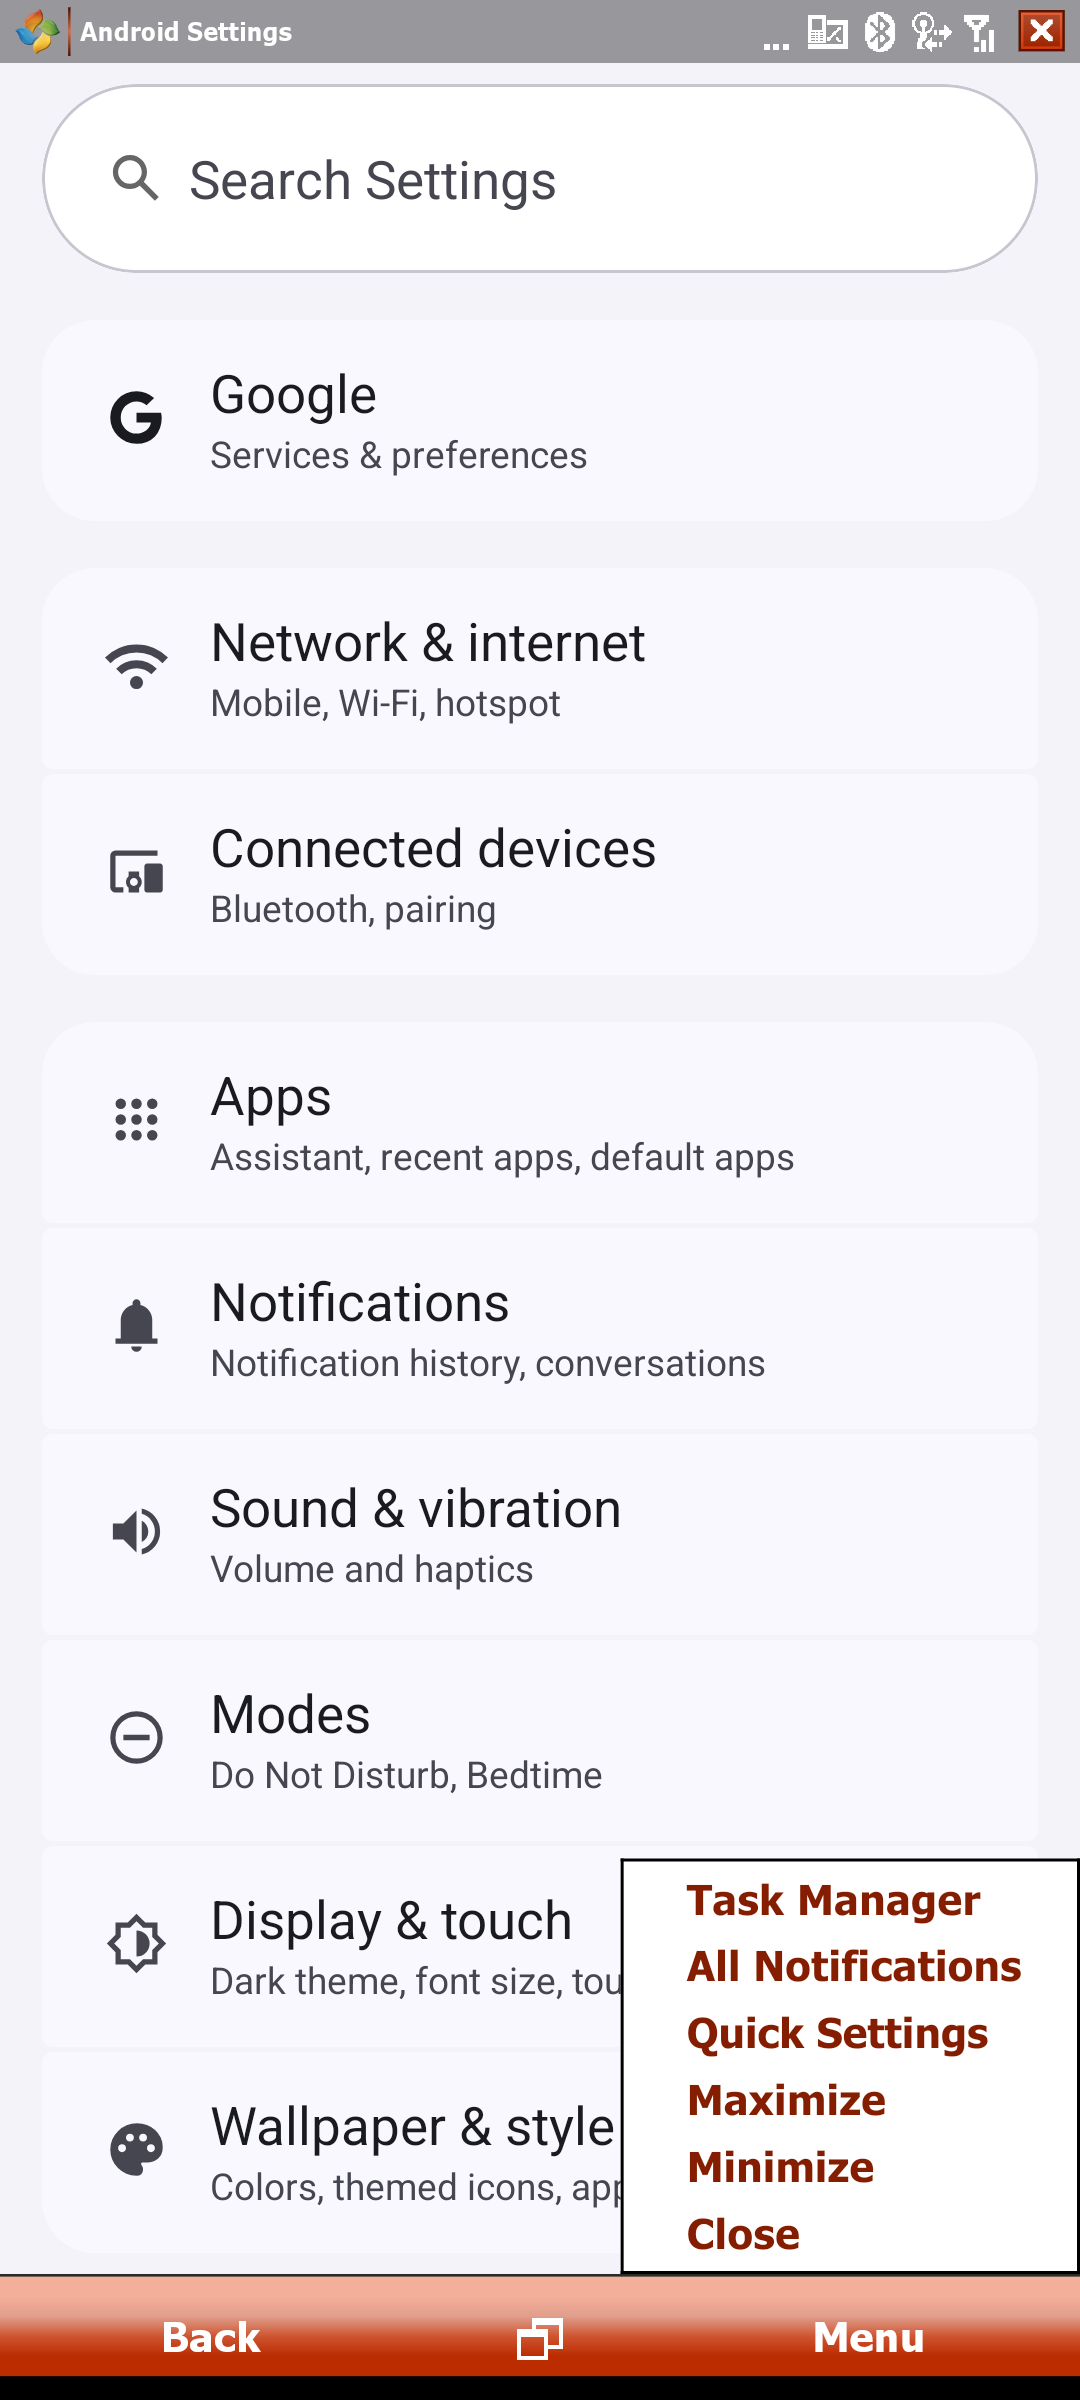 Android Settings
Search Settings
Google
Services & preferences
Network & internet
Mobile, Wi-Fi, hotspot
Connected devices
Bluetooth, pairing
Apps
Assistant, recent apps, default apps
Notifications
Notification history, conversations
Sound & vibration
Volume and haptics
Modes
Do Not Disturb, Bedtime
Display & touch
Dark theme, font size, tou
Wallpaper & style
Colors, themed icons, app
Task Manager
All Notifications
Quick Settings
Maximize
Minimize
Close
Back
Menu